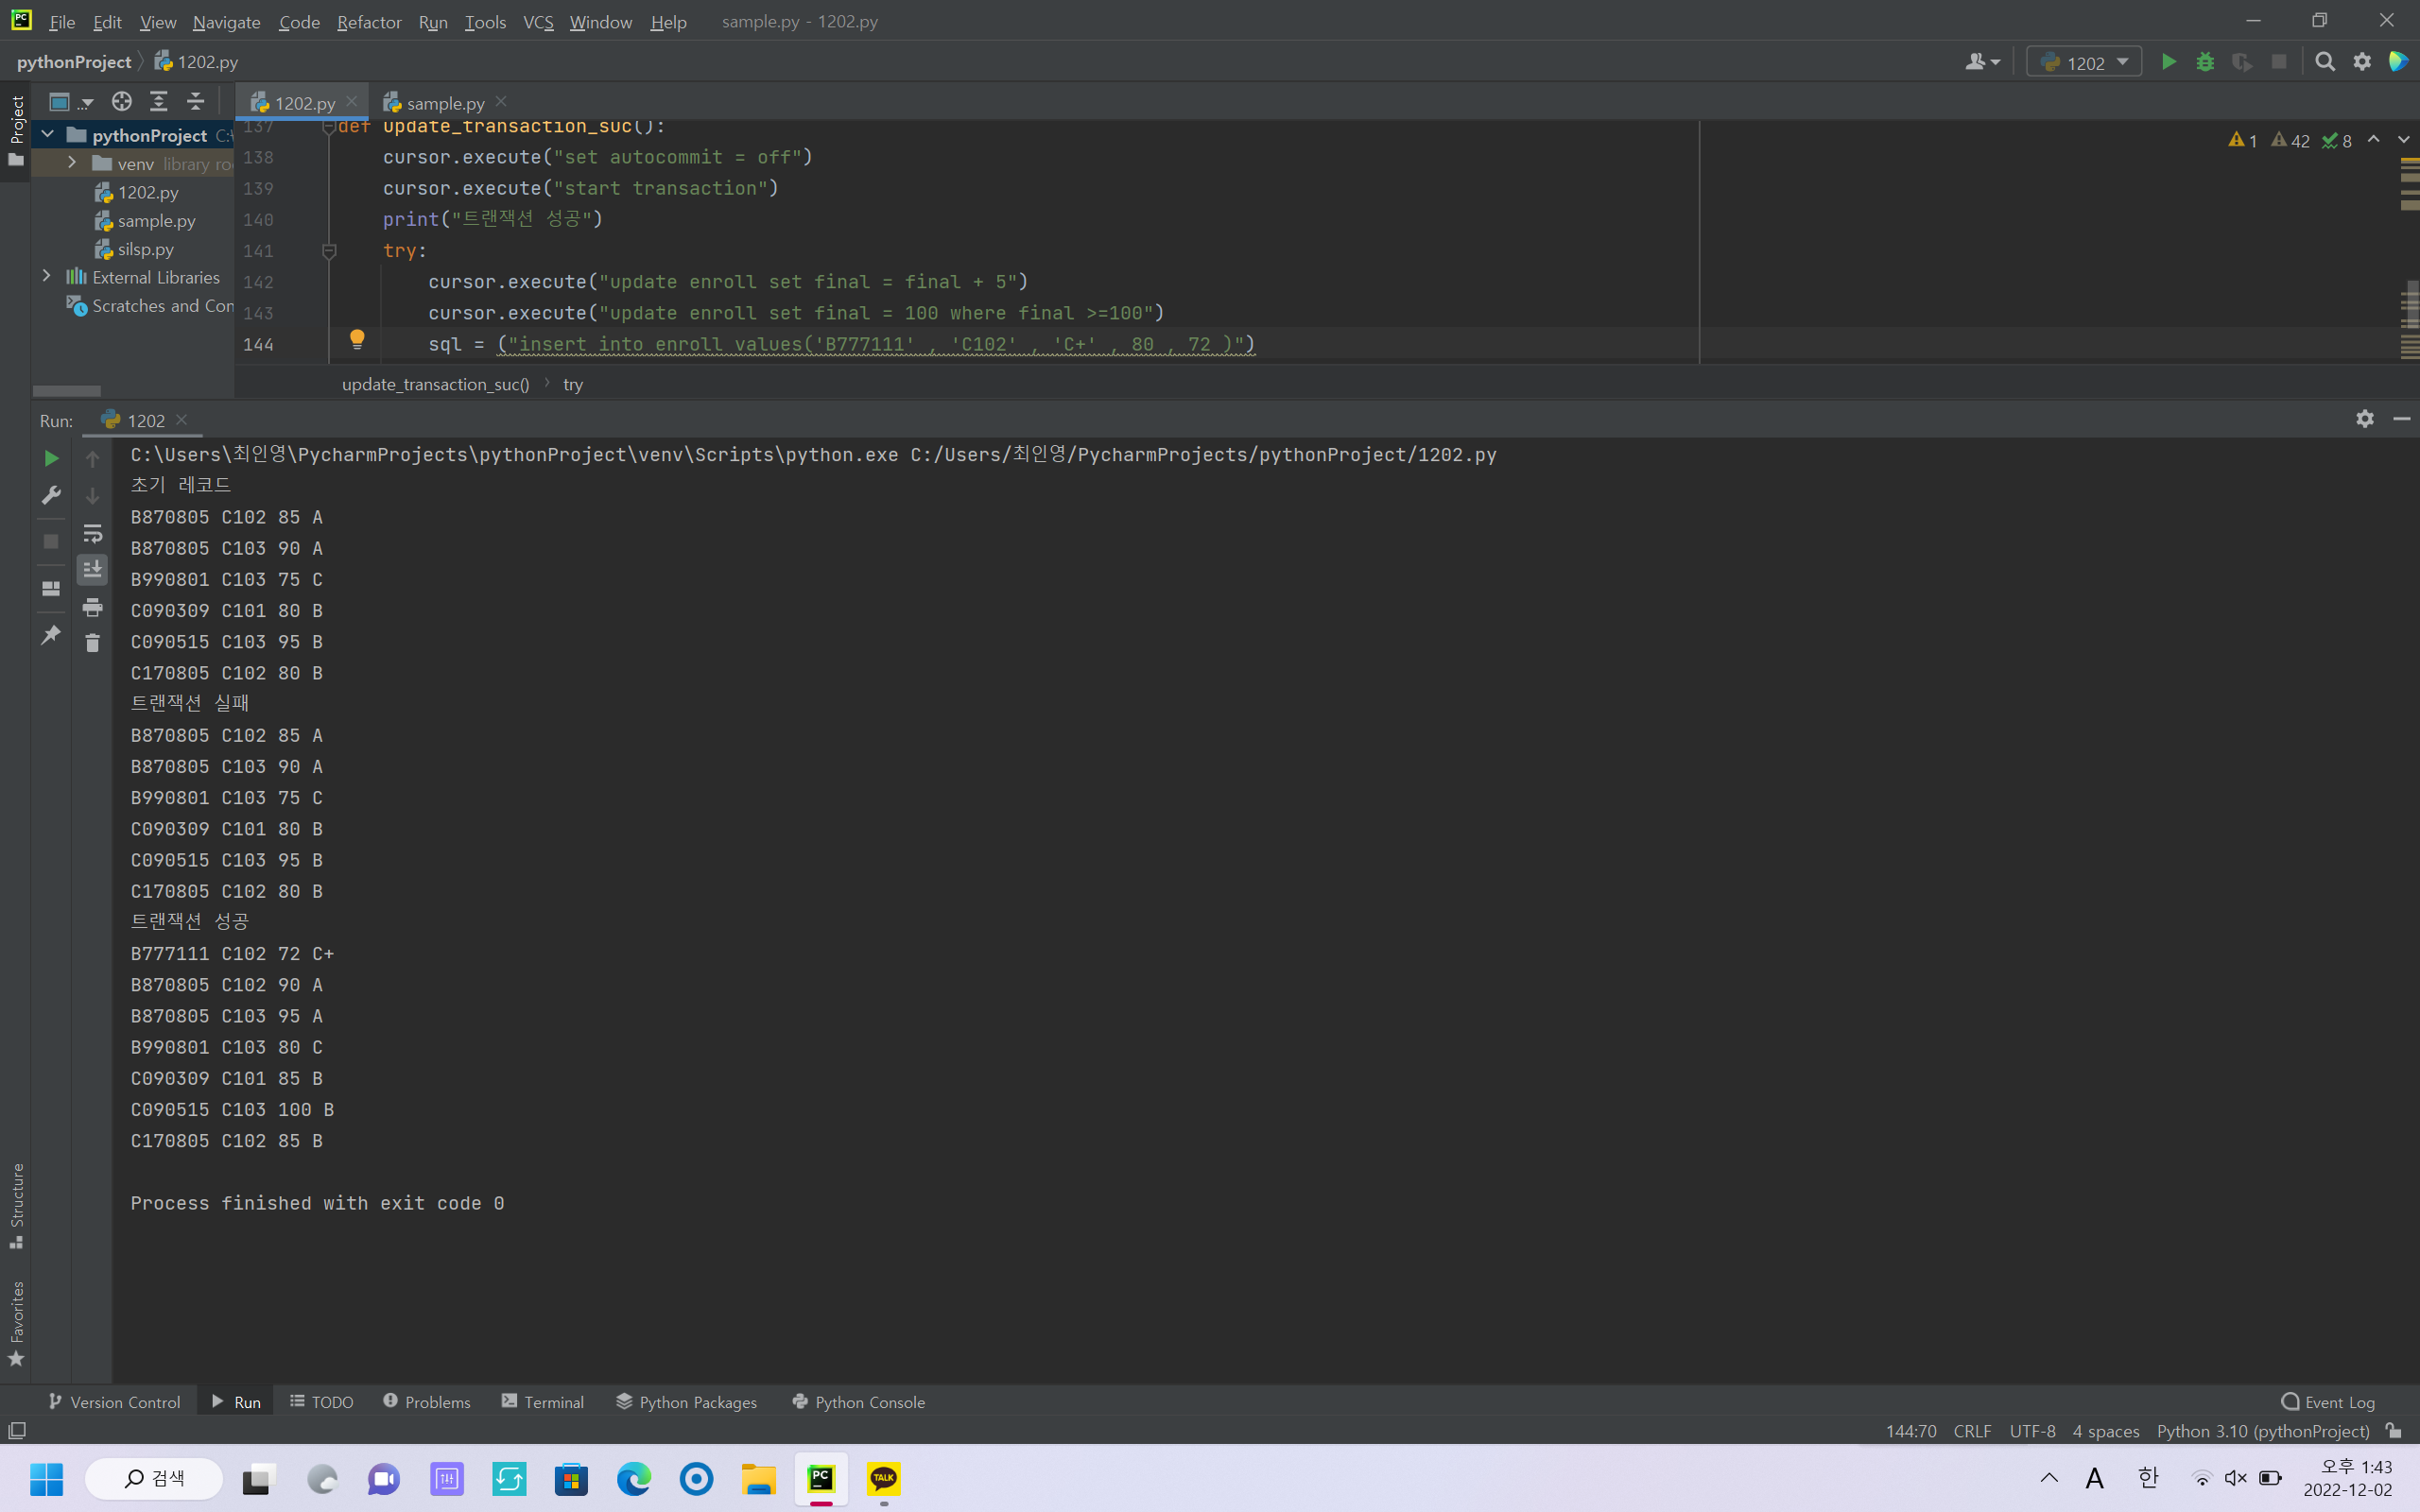 File Edit View Navigate Code Refactor Run Tools VCS Window Help sample.py - 1202.py
pythonProject 1202.py
1202
Project
1202.py
sample.py
pythonProject C:\
venv library ro
1202.py
sample.py
silsp.py
External Libraries
Scratches and Con
137 def update_transaction_suc():
138 cursor.execute("set autocommit = off")
139 cursor.execute("start transaction")
140 print("트랜잭션 성공")
141 try:
142 cursor.execute("update enroll set final = final + 5")
143 cursor.execute("update enroll set final = 100 where final >=100")
144 sql = ("insert into enroll values('B777111' , 'C102' , 'C+' , 80 , 72 )")
1 42 8
update_transaction_suc() try
Run: 1202
C:\Users\최인영\PycharmProjects\pythonProject\venv\Scripts\python.exe C:/Users/최인영/PycharmProjects/pythonProject/1202.py
초기 레코드
B870805 C102 85 A
B870805 C103 90 A
B990801 C103 75 C
C090309 C101 80 B
C090515 C103 95 B
C170805 C102 80 B
트랜잭션 실패
B870805 C102 85 A
B870805 C103 90 A
B990801 C103 75 C
C090309 C101 80 B
C090515 C103 95 B
C170805 C102 80 B
트랜잭션 성공
B777111 C102 72 C+
B870805 C102 90 A
B870805 C103 95 A
B990801 C103 80 C
C090309 C101 85 B
C090515 C103 100 B
C170805 C102 85 B
Process finished with exit code 0
Structure
Favorites
Version Control Run TODO Problems Terminal Python Packages Python Console Event Log
144:70 CRLF UTF-8 4 spaces Python 3.10 (pythonProject)
검색
PC
TALK
A 한
오후 1:43
2022-12-02